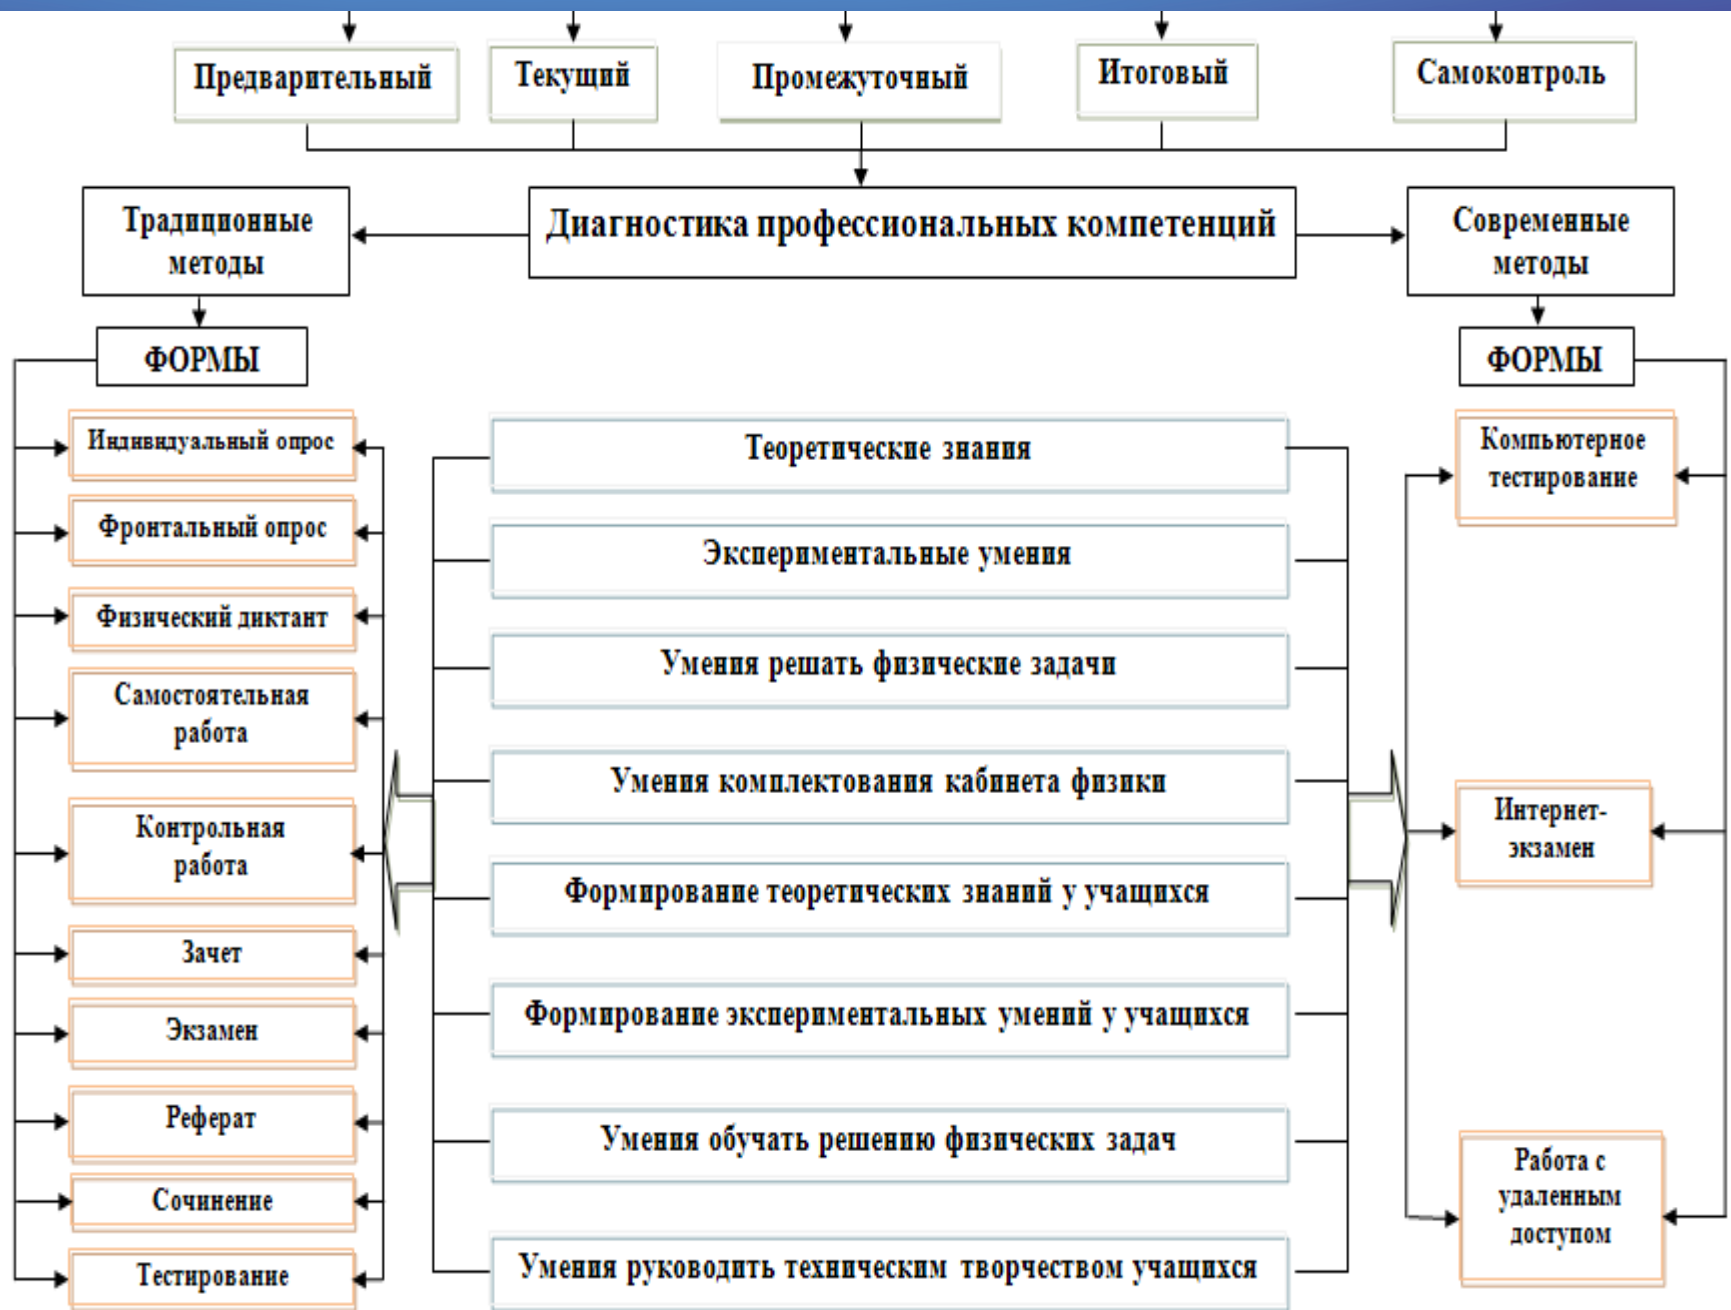 Предварительный
Текущий
Промежуточный
Итоговый
Самоконтроль
Традиционные
методы
Диагностика профессиональных компетенций
Современные
методы
ФОРМЫ
ФОРМЫ
Индивидуальный опрос
Фронтальный опрос
Физический диктант
Самостоятельная
работа
Контрольная
работа
Зачет
Экзамен
Реферат
Сочинение
Тестирование
Теоретические знания
Экспериментальные умения
Умения решать физические задачи
Умения комплектования кабинета физики
Формирование теоретических знаний у учащихся
Формирование экспериментальных умений у учащихся
Умения обучать решению физических задач
Умения руководить техническим творчеством учащихся
Компьютерное
тестирование
Интернет-
экзамен
Работа с
удаленным
доступом